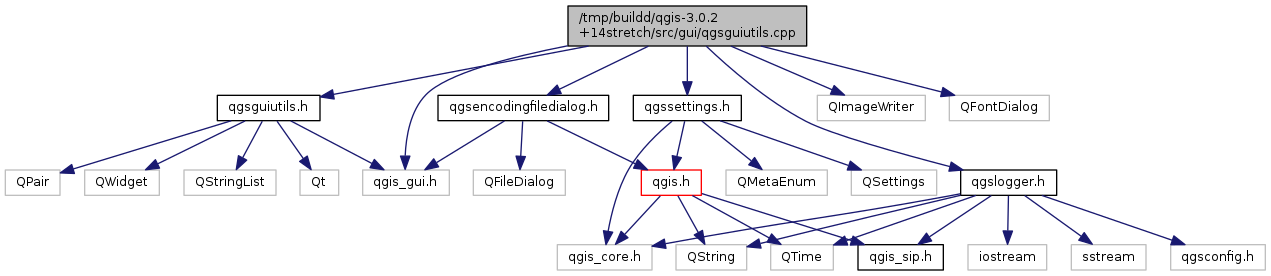 /tmp/buildd/qgis-3.0.2
+14stretch/src/gui/qgsguiutils.cpp
qgsguiutils.h
qgsencodingfiledialog.h
qgssettings.h
QImageWriter
QFontDialog
QPair
QWidget
QStringList
Qt
qgis_gui.h
QFileDialog
qgis.h
QMetaEnum
QSettings
qgslogger.h
qgis_core.h
QString
QTime
qgis_sip.h
iostream
sstream
qgsconfig.h